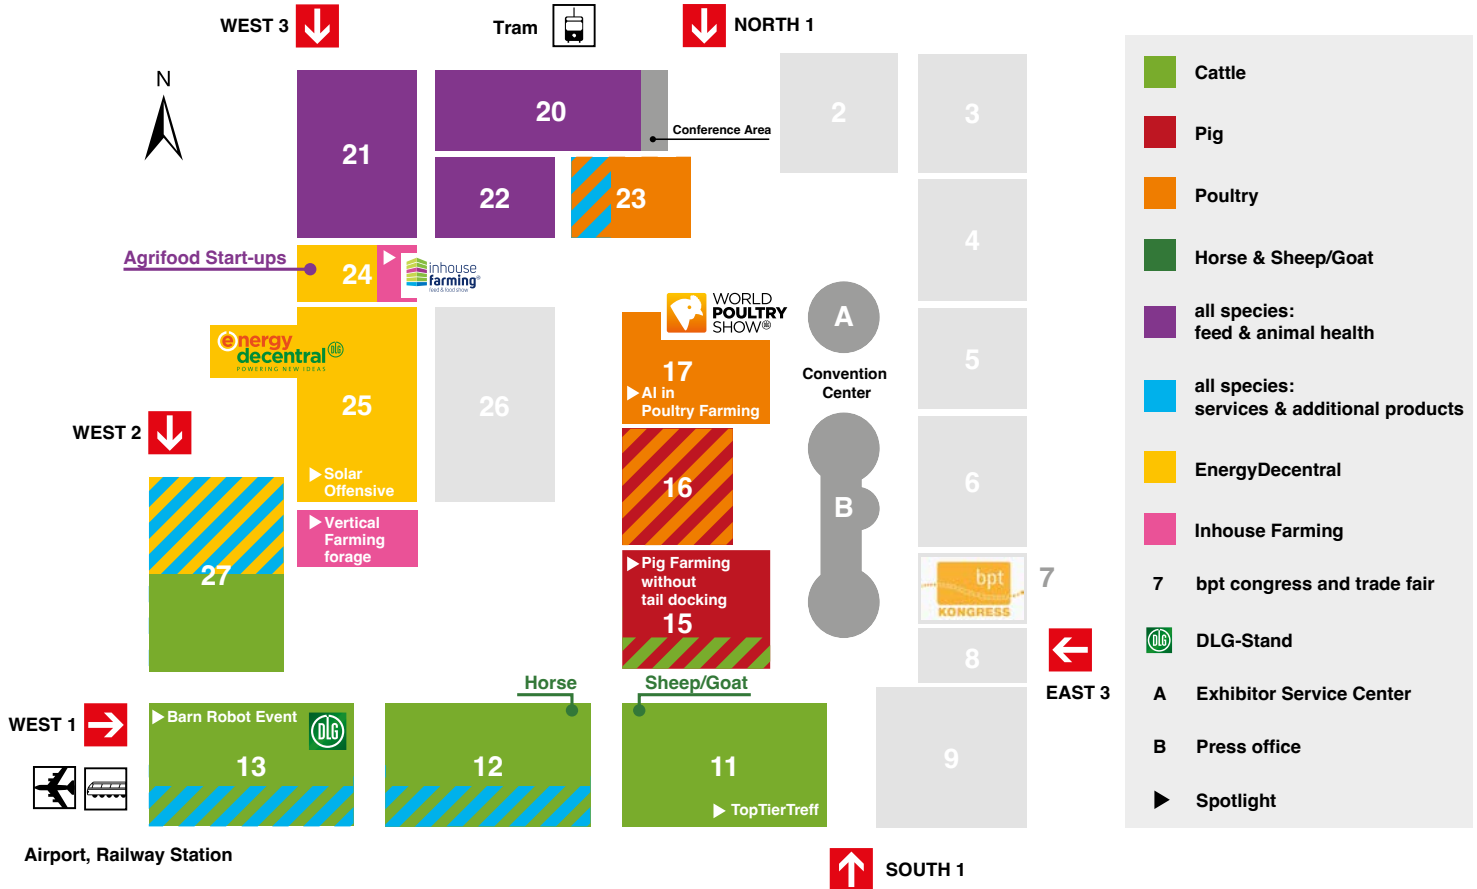 WEST 3
Tram
NORTH 1
N
21
20
Conference Area
22
23
2
3
4
5
6
Agrifood Start-ups
24
inhouse
farming
feed & food show
energy
decentral DLG
POWERING NEW IDEAS
25
Solar
Offensive
26
WORLD
POULTRY
SHOW
17
AI in
Poultry Farming
A
Convention
Center
B
WEST 2
27
Vertical
Farming
forage
16
Pig Farming
without
tail docking
15
bpt
KONGRESS
7
8
EAST 3
Horse
Sheep/Goat
WEST 1
Barn Robot Event
DLG
13
12
11
TopTierTreff
9
Airport, Railway Station
SOUTH 1
Cattle
Pig
Poultry
Horse & Sheep/Goat
all species:
feed & animal health
all species:
services & additional products
EnergyDecentral
Inhouse Farming
7 bpt congress and trade fair
DLG DLG-Stand
A Exhibitor Service Center
B Press office
Spotlight